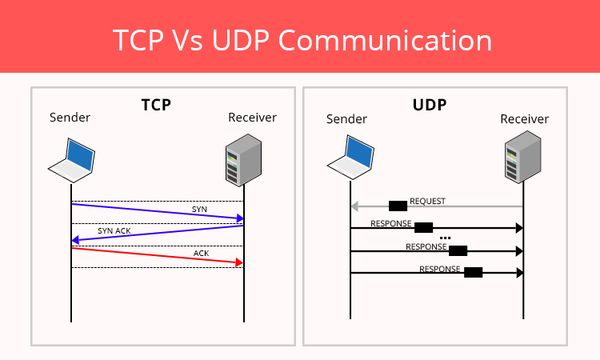 TCP Vs UDP Communication
TCP
Sender
Receiver
SYN
SYN ACK
ACK
UDP
Sender
Receiver
REQUEST
RESPONSE
...
RESPONSE
RESPONSE